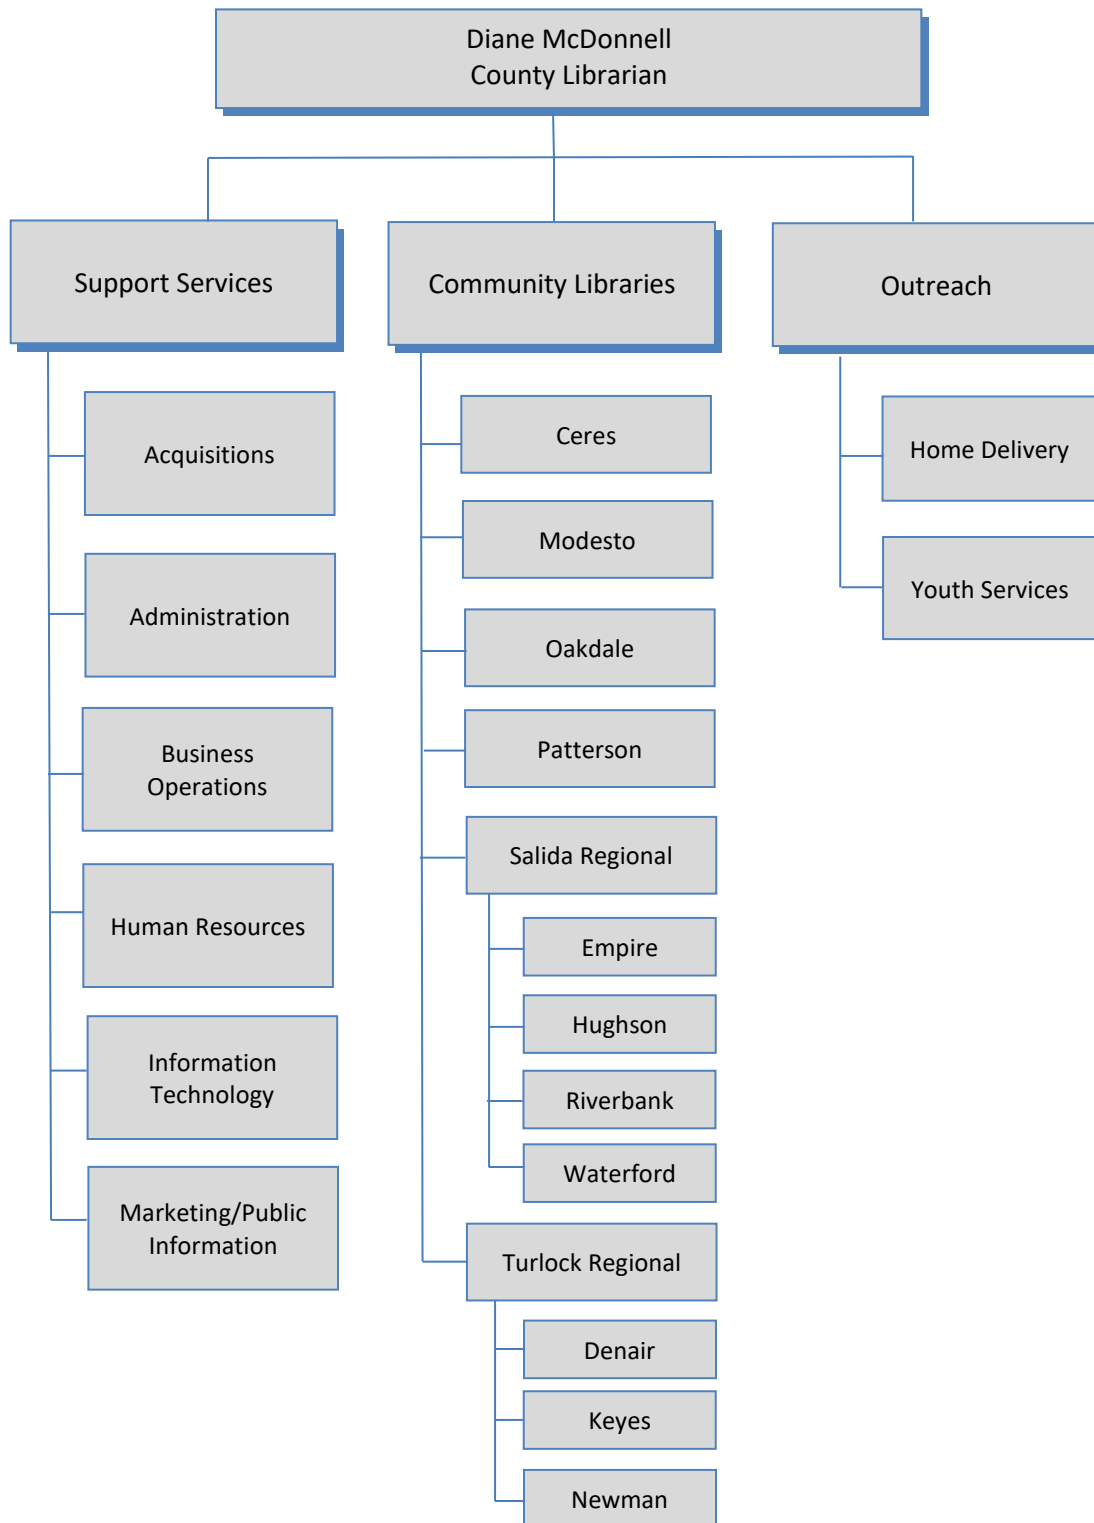 Diane McDonnell
County Librarian
Support Services
Acquisitions
Administration
Business
Operations
Human Resources
Information
Technology
Marketing/Public
Information
Community Libraries
Ceres
Modesto
Oakdale
Patterson
Salida Regional
Empire
Hughson
Riverbank
Waterford
Turlock Regional
Denair
Keyes
Newman
Outreach
Home Delivery
Youth Services